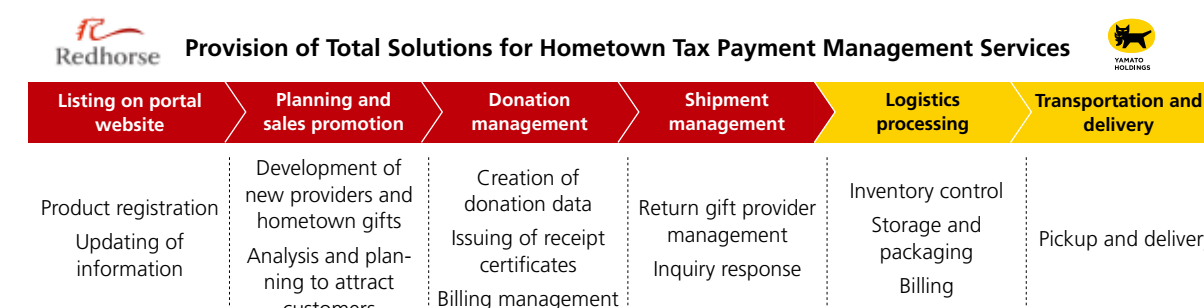 Redhorse
Provision of Total Solutions for Hometown Tax Payment Management Services
YAMATO
HOLDINGS
Listing on portal
website
Planning and
sales promotion
Donation
management
Shipment
management
Logistics
processing
Transportation and
delivery
Product registration
Updating of
information
Development of
new providers and
hometown gifts
Analysis and plan-
ning to attract
customers
Creation of
donation data
Issuing of receipt
certificates
Billing management
Return gift provider
management
Inquiry response
Inventory control
Storage and
packaging
Billing
Pickup and deliver